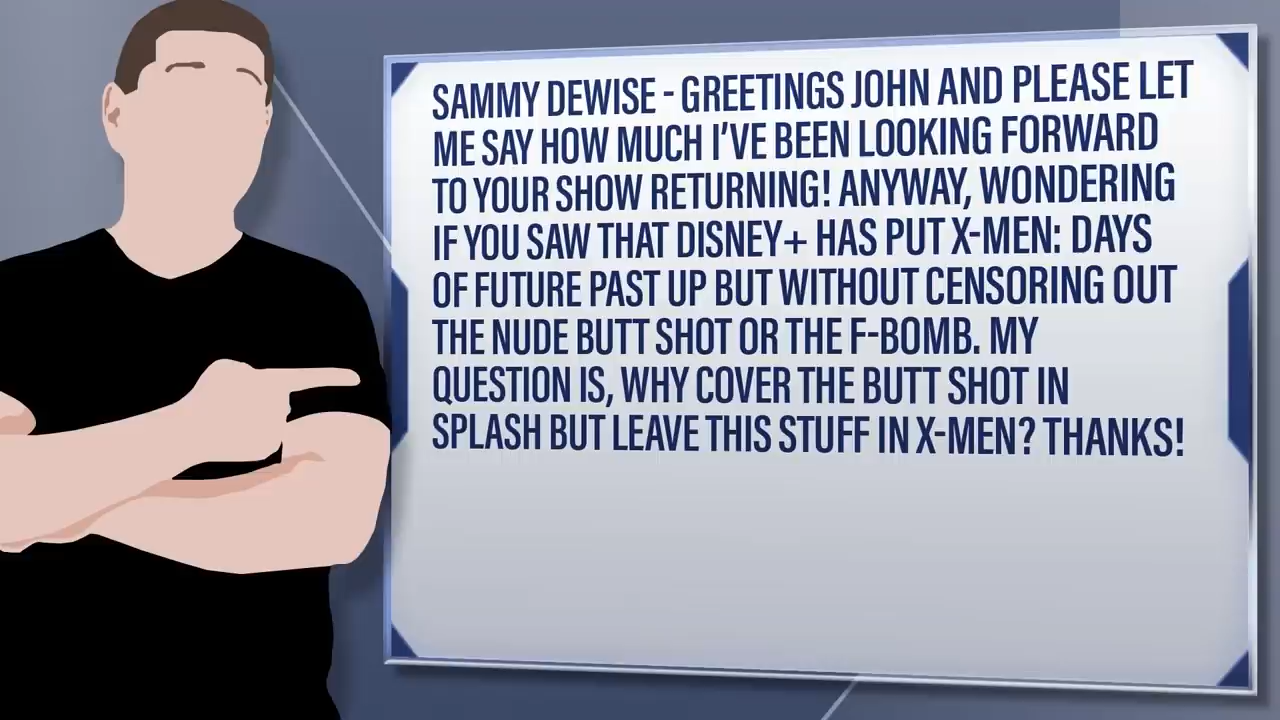 SAMMY DEWISE - GREETINGS JOHN AND PLEASE LET
ME SAY HOW MUCH I'VE BEEN LOOKING FORWARD
TO YOUR SHOW RETURNING! ANYWAY, WONDERING
IF YOU SAW THAT DISNEY+ HAS PUT X-MEN: DAYS
OF FUTURE PAST UP BUT WITHOUT CENSORING OUT
THE NUDE BUTT SHOT OR THE F-BOMB. MY
QUESTION IS, WHY COVER THE BUTT SHOT IN
SPLASH BUT LEAVE THIS STUFF IN X-MEN? THANKS!